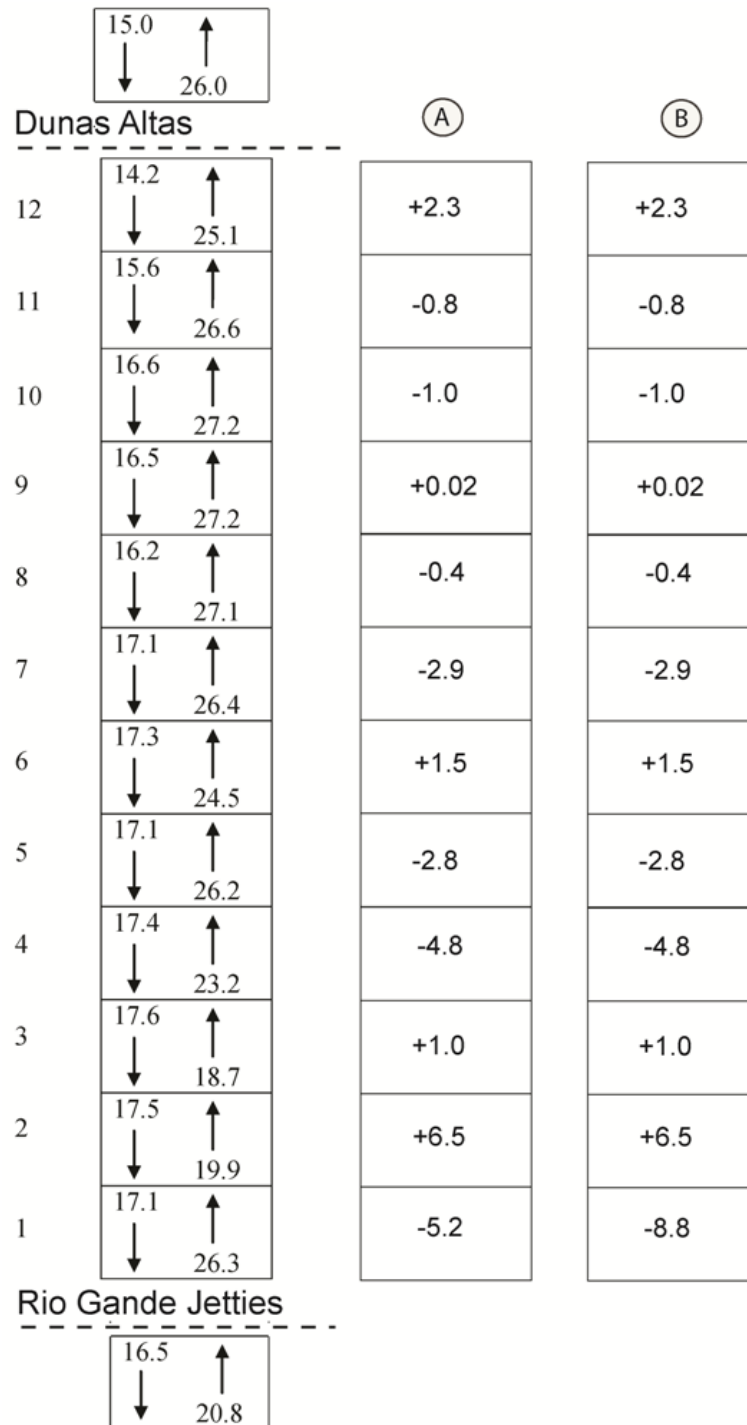 15.0
26.0
Dunas Altas
A B
14.2
12 +2.3 +2.3
25.1
15.6
11 -0.8 -0.8
26.6
16.6
10 -1.0 -1.0
27.2
16.5
9 +0.02 +0.02
27.2
16.2
8 -0.4 -0.4
27.1
17.1
7 -2.9 -2.9
26.4
17.3
6 +1.5 +1.5
24.5
17.1
5 -2.8 -2.8
26.2
17.4
4 -4.8 -4.8
23.2
17.6
3 +1.0 +1.0
18.7
17.5
2 +6.5 +6.5
19.9
17.1
1 -5.2 -8.8
26.3
Rio Gande Jetties
16.5
20.8